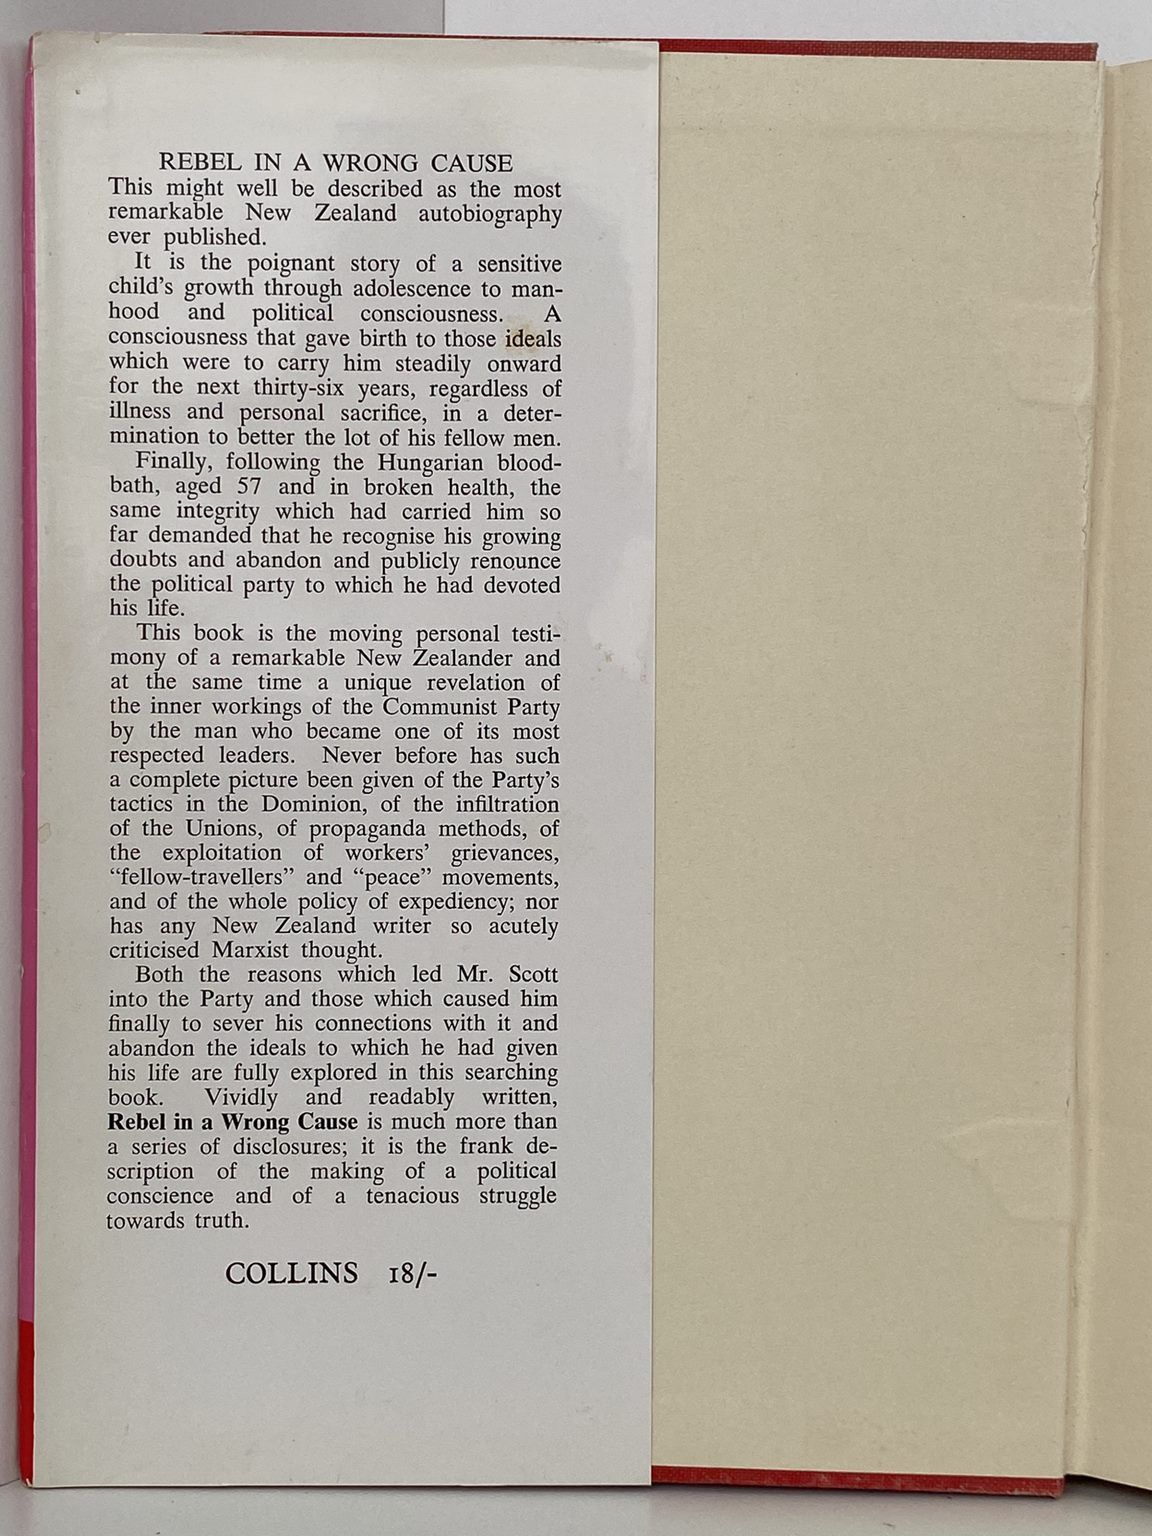 REBEL IN A WRONG CAUSE
This might well be described as the most
remarkable New Zealand autobiography
ever published.
It is the poignant story of a sensitive
child's growth through adolescence to man-
hood and political consciousness. A
consciousness that gave birth to those ideals
which were to carry him steadily onward
for the next thirty-six years, regardless of
illness and personal sacrifice, in a deter-
mination to better the lot of his fellow men.
Finally, following the Hungarian blood-
bath, aged 57 and in broken health, the
same integrity which had carried him so
far demanded that he recognise his growing
doubts and abandon and publicly renounce
the political party to which he had devoted
his life.
This book is the moving personal testi-
mony of a remarkable New Zealander and
at the same time a unique revelation of
the inner workings of the Communist Party
by the man who became one of its most
respected leaders. Never before has such
a complete picture been given of the Party's
tactics in the Dominion, of the infiltration
of the Unions, of propaganda methods, of
the exploitation of workers' grievances,
“fellow-travellers” and “peace” movements,
and of the whole policy of expediency; nor
has any New Zealand writer so acutely
criticised Marxist thought.
Both the reasons which led Mr. Scott
into the Party and those which caused him
finally to sever his connections with it and
abandon the ideals to which he had given
his life are fully explored in this searching
book. Vividly and readably written,
Rebel in a Wrong Cause is much more than
a series of disclosures; it is the frank de-
scription of the making of a political
conscience and of a tenacious struggle
towards truth.
COLLINS 18/-